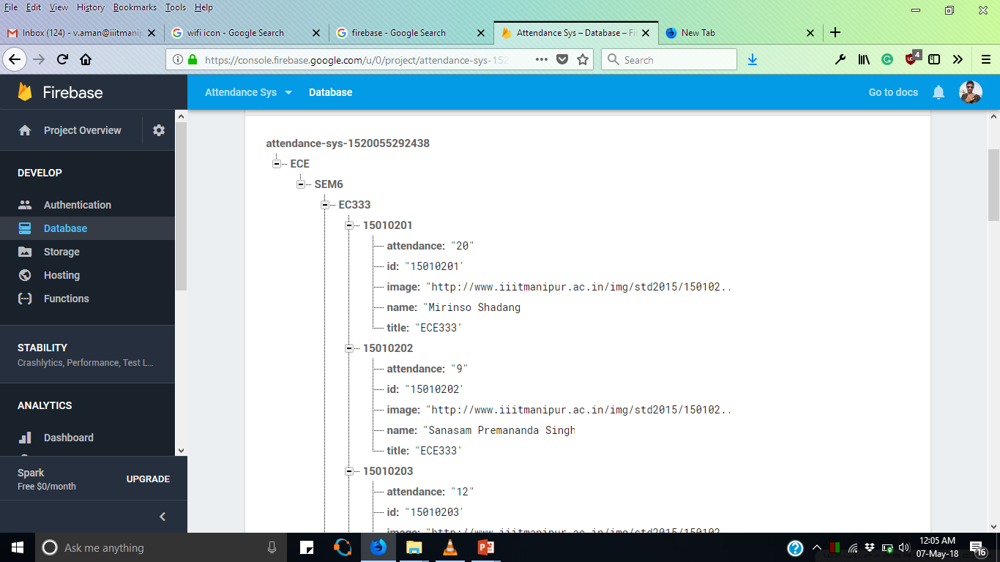 File Edit View History Bookmarks Tools Help
Inbox (124) - v.aman@iiitmanip
wifi icon - Google Search
firebase - Google Search
Attendance Sys – Database – Fi
New Tab
https://console.firebase.google.com/u/0/project/attendance-sys-152
Search
4
Firebase
Attendance Sys
Database
Go to docs
Project Overview
DEVELOP
Authentication
Database
Storage
Hosting
Functions
STABILITY
Crashlytics, Performance, Test L...
ANALYTICS
Dashboard
Spark
Free $0/month
UPGRADE
attendance-sys-1520055292438
ECE
SEM6
EC333
15010201
attendance: "20"
id: "15010201"
image: "http://www.iiitmanipur.ac.in/img/std2015/150102..
name: "Mirinso Shadang
title: "ECE333"
15010202
attendance: "9"
id: "15010202"
image: "http://www.iiitmanipur.ac.in/img/std2015/150102..
name: "Sanasam Premananda Singh
title: "ECE333"
15010203
attendance: "12"
id: "15010203"
image: "http://www.iiitmanipur.ac.in/img/std2015/150102..
Ask me anything
12:05 AM
07-May-18
16